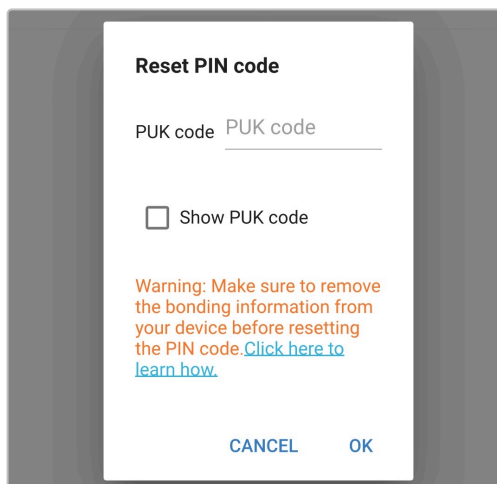 Reset PIN code
PUK code PUK code
Show PUK code
Warning: Make sure to remove
the bonding information from
your device before resetting
the PIN code.Click here to
learn how.
CANCEL OK